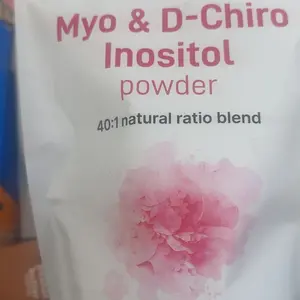 Myo & D-Chiro
Inositol
powder
40:1 natural ratio blend